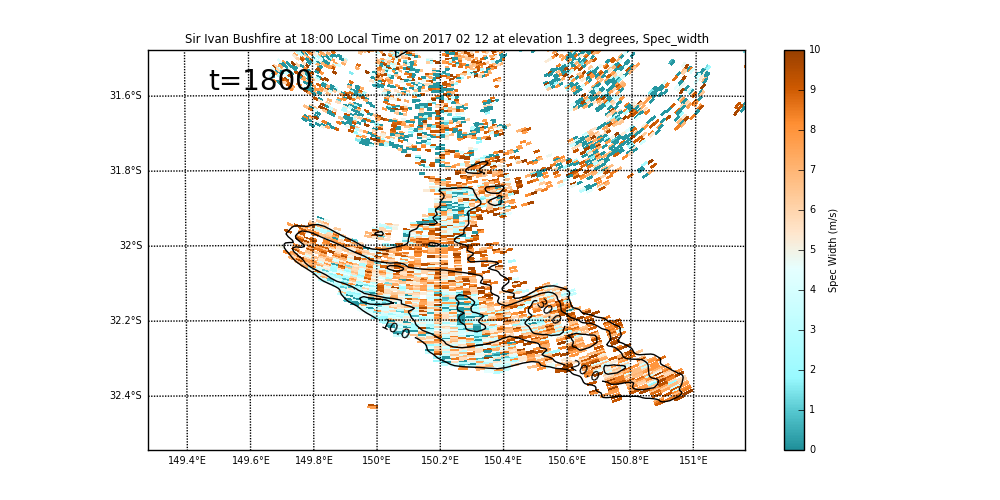 Sir Ivan Bushfire at 18:00 Local Time on 2017 02 12 at elevation 1.3 degrees, Spec_width
t=1800
31.6°S
31.8°S
32°S
32.2°S
32.4°S
10.0
30.0
20.0
149.4°E 149.6°E 149.8°E 150°E 150.2°E 150.4°E 150.6°E 150.8°E 151°E
10
9
8
7
6
5
4
3
2
1
0
Spec Width (m/s)